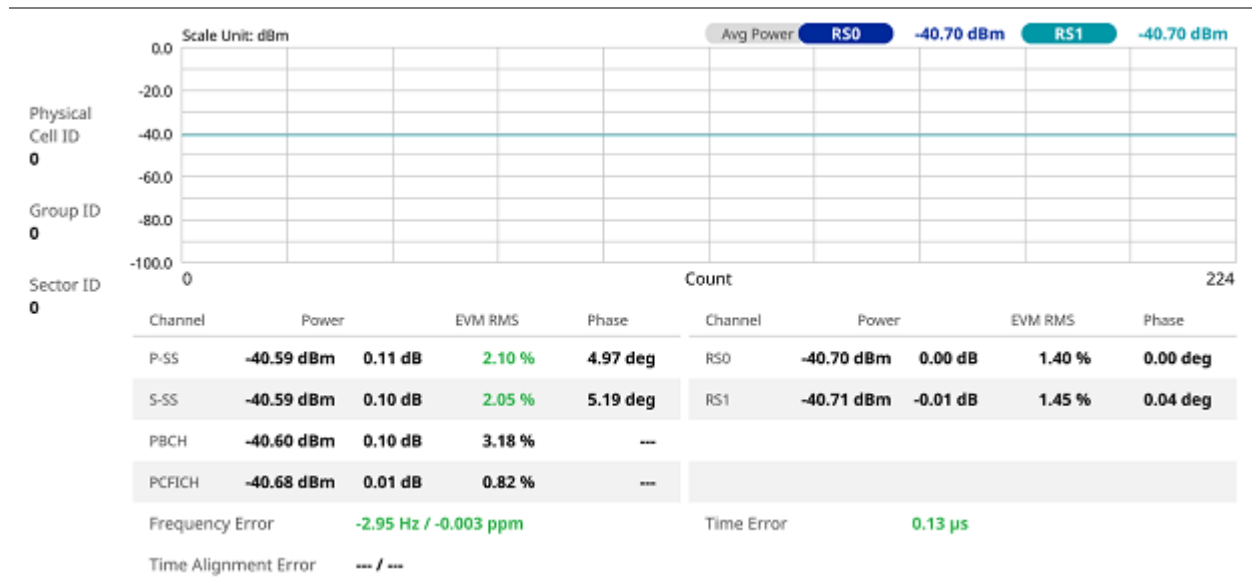 Scale Unit: dBm
Avg Power RS0 -40.70 dBm RS1 -40.70 dBm
0.0
-20.0
-40.0
-60.0
-80.0
-100.0
0 Count 224
Physical
Cell ID
0
Group ID
0
Sector ID
0
Channel Power EVM RMS Phase Channel Power EVM RMS Phase
P-SS -40.59 dBm 0.11 dB 2.10 % 4.97 deg RS0 -40.70 dBm 0.00 dB 1.40 % 0.00 deg
S-SS -40.59 dBm 0.10 dB 2.05 % 5.19 deg RS1 -40.71 dBm -0.01 dB 1.45 % 0.04 deg
PBCH -40.60 dBm 0.10 dB 3.18 % ---
PCFICH -40.68 dBm 0.01 dB 0.82 % ---
Frequency Error -2.95 Hz / -0.003 ppm Time Error 0.13 µs
Time Alignment Error --- / ---